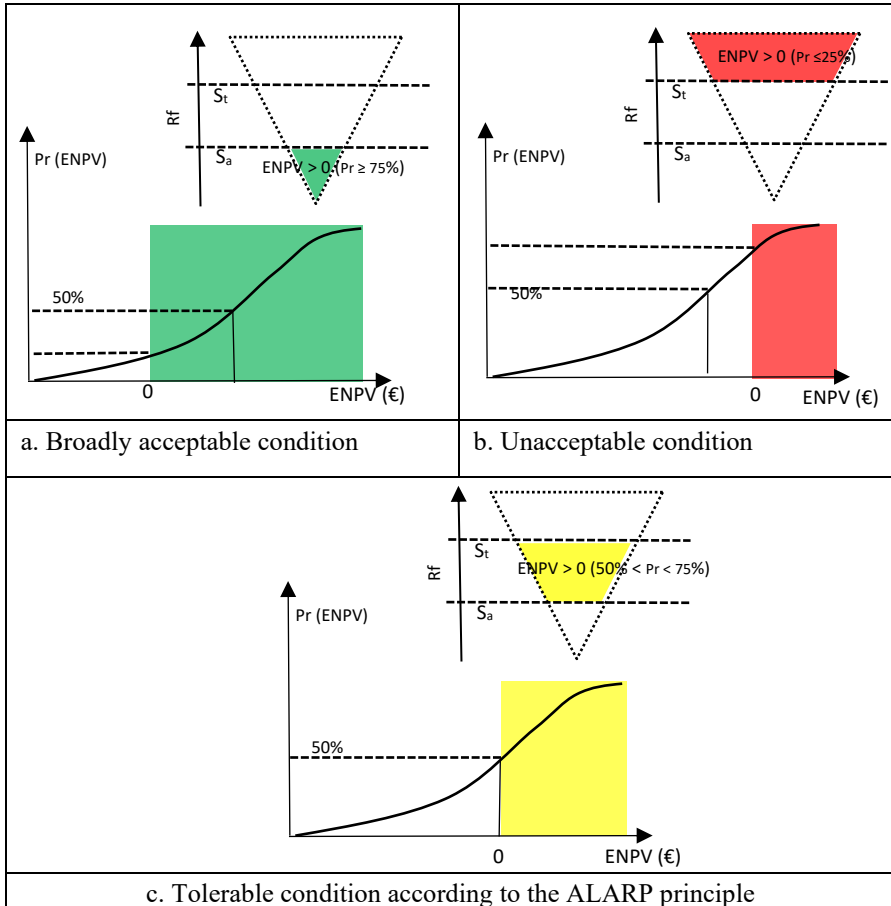 Rf
St
Sa
ENPV > 0 (Pr ≥ 75%)
Pr (ENPV)
50%
0
ENPV (€)
a. Broadly acceptable condition
Rf
ENPV > 0 (Pr ≤25%)
St
Sa
Pr (ENPV)
50%
0
ENPV (€)
b. Unacceptable condition
Rf
St
ENPV > 0 (50% < Pr < 75%)
Sa
Pr (ENPV)
50%
0
ENPV (€)
c. Tolerable condition according to the ALARP principle